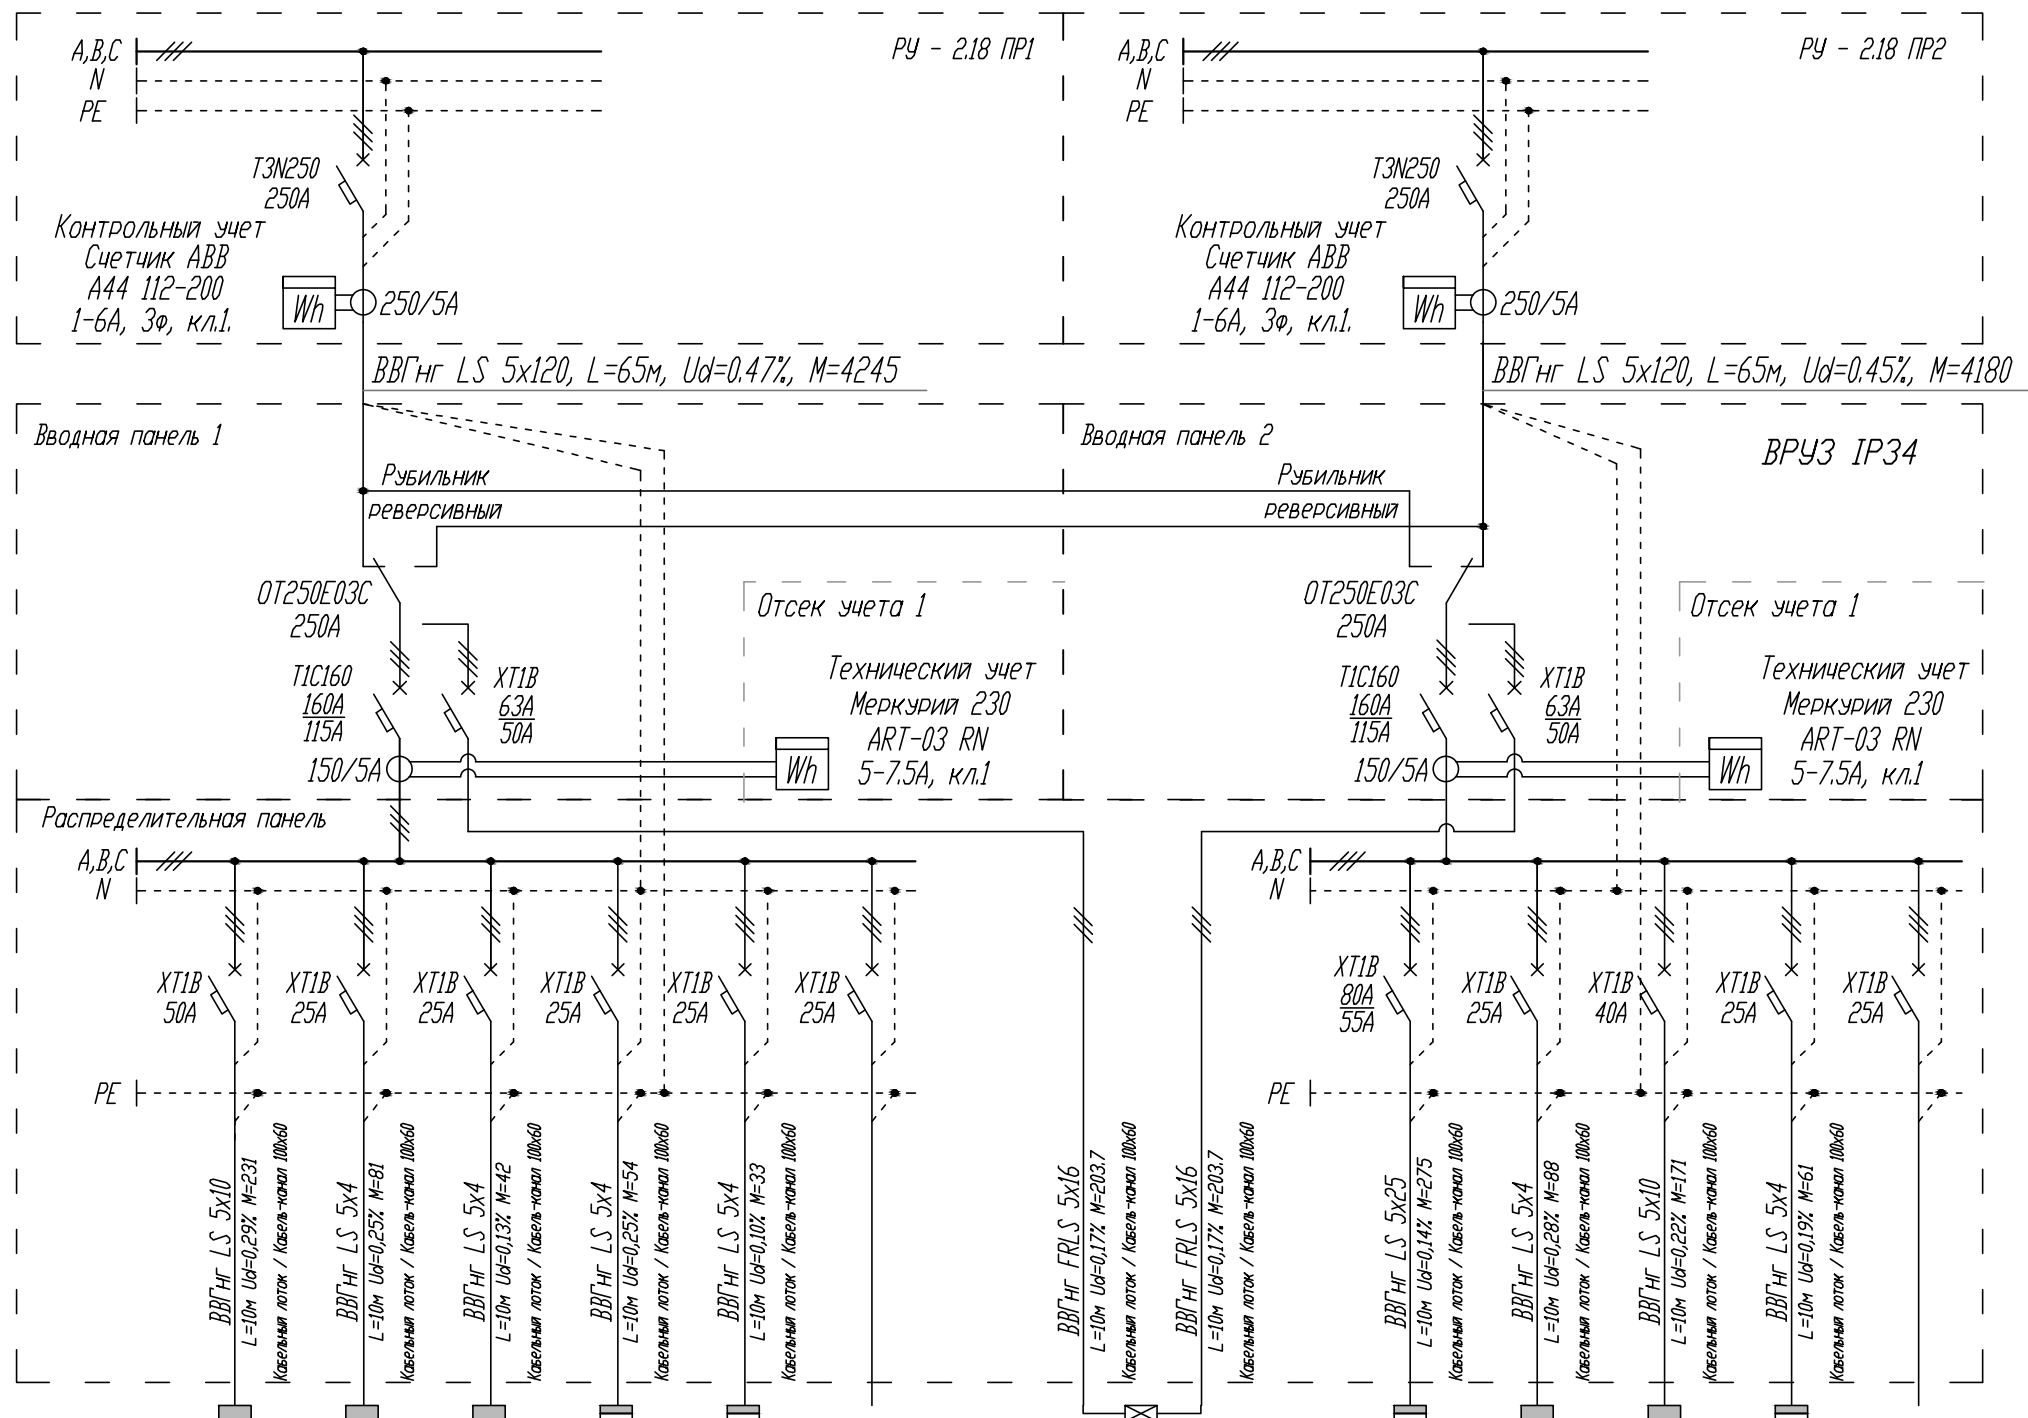 A,B,C
N
PE
РУ - 2.18 ПР1
T3N250
250A
Контрольный учет
Счетчик ABB
A44 112-200
1-6А, 3ф, кл.1.
Wh
250/5А
A,B,C
N
PE
РУ - 2.18 ПР2
T3N250
250A
Контрольный учет
Счетчик ABB
A44 112-200
1-6А, 3ф, кл.1.
Wh
250/5А
ВВГнг LS 5х120, L=65м, Ud=0.47%, M=4245
ВВГнг LS 5х120, L=65м, Ud=0.45%, M=4180
Вводная панель 1
Рубильник
реверсивный
OT250E03C
250A
T1C160
160A
115A
XT1B
63A
50A
150/5А
Отсек учета 1
Технический учет
Меркурий 230
ART-03 RN
5-7.5А, кл.1
Wh
Вводная панель 2
ВРУЗ IP34
Рубильник
реверсивный
OT250E03C
250A
T1C160
160A
115A
XT1B
63A
50A
150/5А
Отсек учета 1
Технический учет
Меркурий 230
ART-03 RN
5-7.5А, кл.1
Wh
Распределительная панель
A,B,C
N
XT1B
50A
XT1B
25A
XT1B
25A
XT1B
25A
XT1B
25A
XT1B
25A
PE
A,B,C
N
XT1B
80A
55A
XT1B
25A
XT1B
40A
XT1B
25A
XT1B
25A
PE
ВВГнг LS 5х10
L=10м Ud=0,29% M=231
Кабельный лоток / Кабель-канал 100х60
ВВГнг LS 5х4
L=10м Ud=0,25% M=81
Кабельный лоток / Кабель-канал 100х60
ВВГнг LS 5х4
L=10м Ud=0,13% M=42
Кабельный лоток / Кабель-канал 100х60
ВВГнг LS 5х4
L=10м Ud=0,25% M=54
Кабельный лоток / Кабель-канал 100х60
ВВГнг LS 5х4
L=10м Ud=0,10% M=33
Кабельный лоток / Кабель-канал 100х60
ВВГнг FRLS 5х16
L=10м Ud=0,17% M=203.7
Кабельный лоток / Кабель-канал 100х60
ВВГнг FRLS 5х16
L=10м Ud=0,17% M=203.7
Кабельный лоток / Кабель-канал 100х60
ВВГнг LS 5х25
L=10м Ud=0,14% M=275
Кабельный лоток / Кабель-канал 100х60
ВВГнг LS 5х4
L=10м Ud=0,28% M=88
Кабельный лоток / Кабель-канал 100х60
ВВГнг LS 5х10
L=10м Ud=0,22% M=171
Кабельный лоток / Кабель-канал 100х60
ВВГнг LS 5х4
L=10м Ud=0,19% M=61
Кабельный лоток / Кабель-канал 100х60